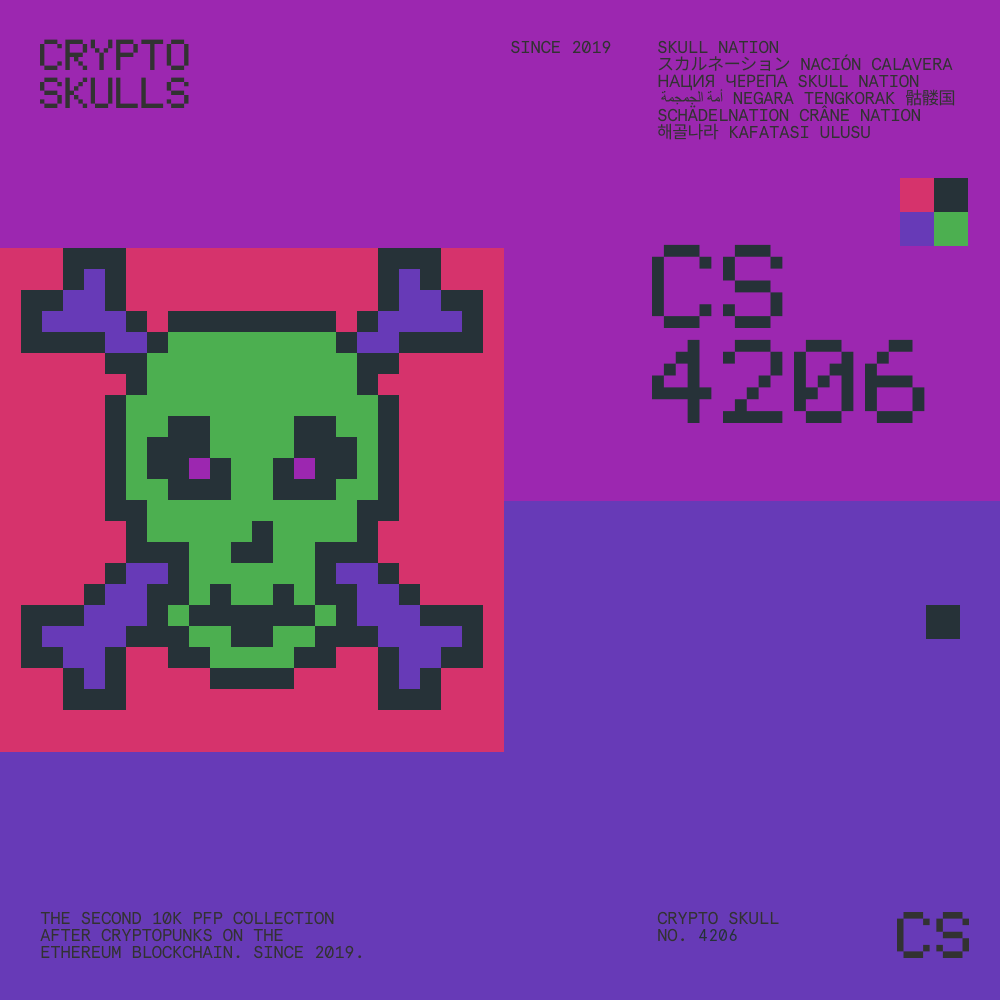 CRYPTO
SKULLS
SINCE 2019
SKULL NATION
スカルネーション NACIÓN CALAVERA
НАЦИЯ ЧЕРЕПА SKULL NATION
أمة الجمجمة NEGARA TENGKORAK 骷髅国
SCHÄDELNATION CRÂNE NATION
해골나라 KAFATASI ULUSU
CS
4206
THE SECOND 10K PFP COLLECTION
AFTER CRYPTOPUNKS ON THE
ETHEREUM BLOCKCHAIN. SINCE 2019.
CRYPTO SKULL
NO. 4206
CS